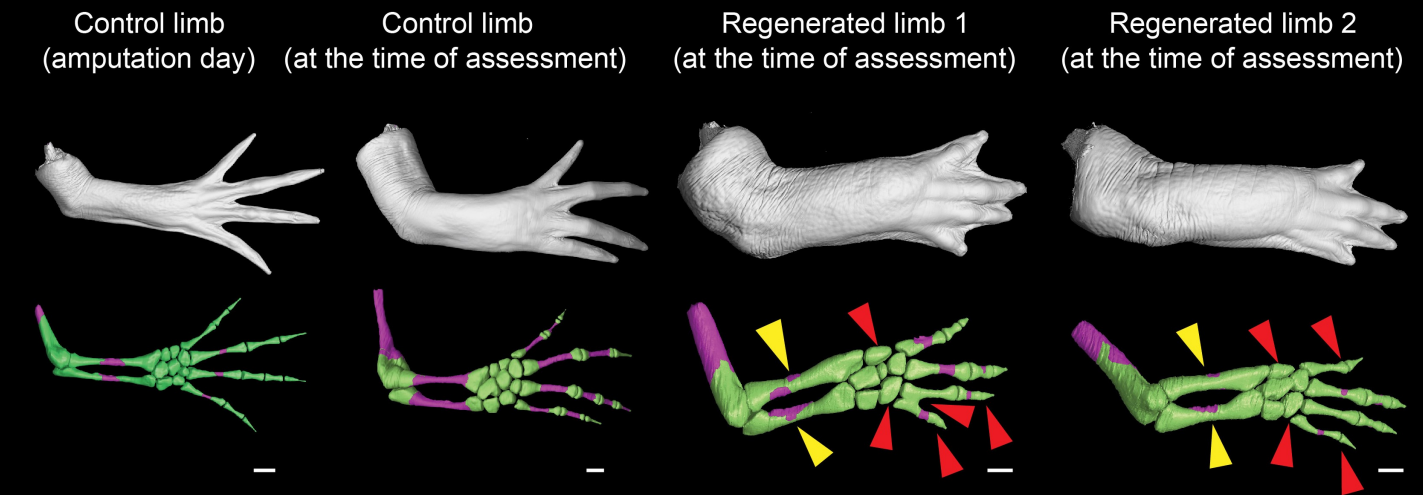 Control limb
(amputation day)
Control limb
(at the time of assessment)
Regenerated limb 1
(at the time of assessment)
Regenerated limb 2
(at the time of assessment)